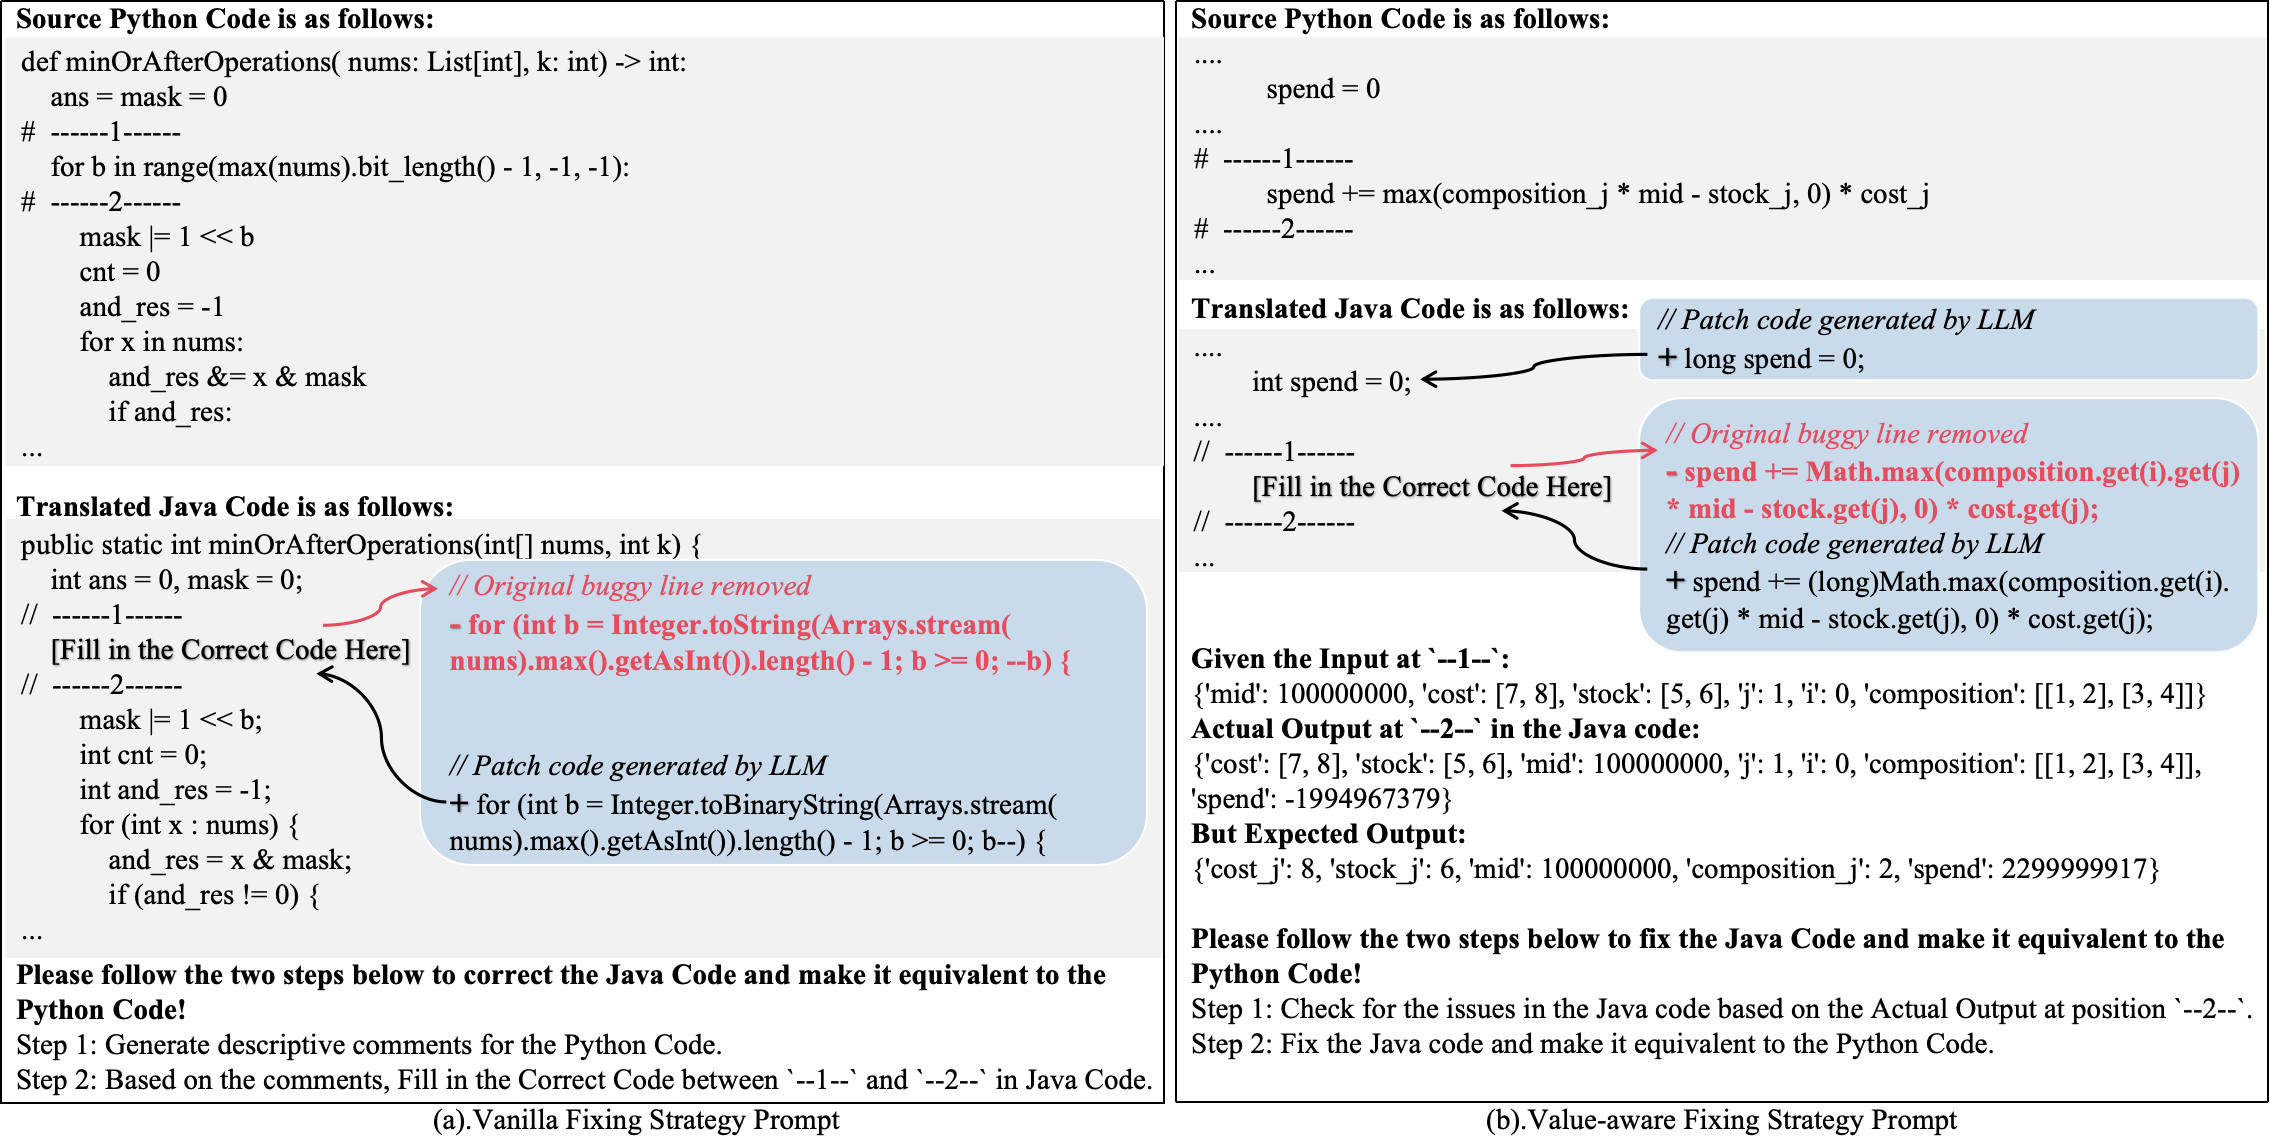 Source Python Code is as follows:
def minOrAfterOperations( nums: List[int], k: int) -> int:
ans = mask = 0
# ------1------
for b in range(max(nums).bit_length() - 1, -1, -1):
# ------2------
mask |= 1 << b
cnt = 0
and_res = -1
for x in nums:
and_res &= x & mask
if and_res:
...
Translated Java Code is as follows:
public static int minOrAfterOperations(int[] nums, int k) {
int ans = 0, mask = 0;
// ------1------
[Fill in the Correct Code Here]
// ------2------
mask |= 1 << b;
int cnt = 0;
int and_res = -1;
for (int x : nums) {
and_res = x & mask;
if (and_res != 0) {
...
// Original buggy line removed
- for (int b = Integer.toString(Arrays.stream(
nums).max().getAsInt()).length() - 1; b >= 0; --b) {
// Patch code generated by LLM
+ for (int b = Integer.toBinaryString(Arrays.stream(
nums).max().getAsInt()).length() - 1; b >= 0; b--) {
Please follow the two steps below to correct the Java Code and make it equivalent to the
Python Code!
Step 1: Generate descriptive comments for the Python Code.
Step 2: Based on the comments, Fill in the Correct Code between `--1--` and `--2--` in Java Code.
(a).Vanilla Fixing Strategy Prompt
Source Python Code is as follows:
....
spend = 0
....
# ------1------
spend += max(composition_j * mid - stock_j, 0) * cost_j
# ------2------
...
Translated Java Code is as follows:
....
int spend = 0;
....
// ------1------
[Fill in the Correct Code Here]
// ------2------
...
// Patch code generated by LLM
+ long spend = 0;
// Original buggy line removed
- spend += Math.max(composition.get(i).get(j)
* mid - stock.get(j), 0) * cost.get(j);
// Patch code generated by LLM
+ spend += (long)Math.max(composition.get(i).
get(j) * mid - stock.get(j), 0) * cost.get(j);
Given the Input at `--1--`:
{'mid': 100000000, 'cost': [7, 8], 'stock': [5, 6], 'j': 1, 'i': 0, 'composition': [[1, 2], [3, 4]]}
Actual Output at `--2--` in the Java code:
{'cost': [7, 8], 'stock': [5, 6], 'mid': 100000000, 'j': 1, 'i': 0, 'composition': [[1, 2], [3, 4]],
'spend': -1994967379}
But Expected Output:
{'cost_j': 8, 'stock_j': 6, 'mid': 100000000, 'composition_j': 2, 'spend': 2299999917}
Please follow the two steps below to fix the Java Code and make it equivalent to the
Python Code!
Step 1: Check for the issues in the Java code based on the Actual Output at position `--2--`.
Step 2: Fix the Java code and make it equivalent to the Python Code.
(b).Value-aware Fixing Strategy Prompt